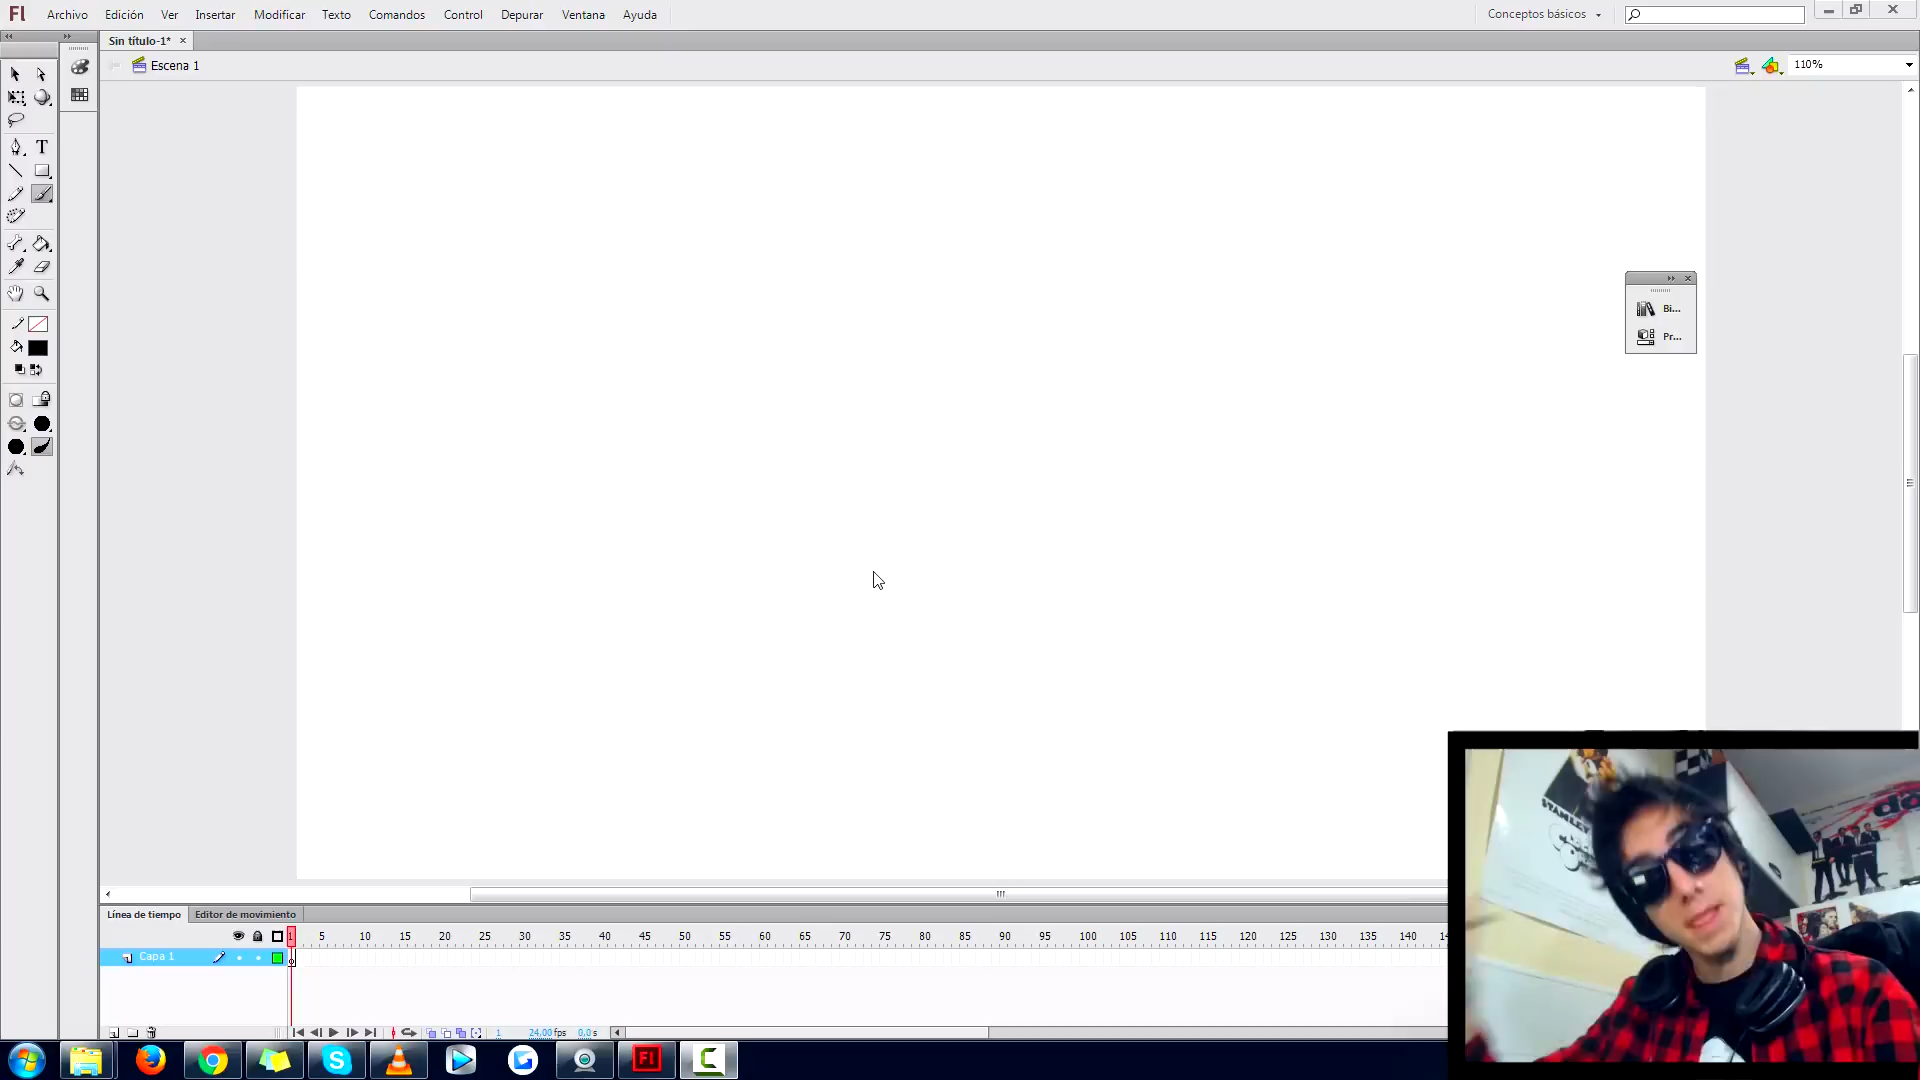 Fl Archivo Edición Ver Insertar Modificar Texto Comandos Control Depurar Ventana Ayuda Conceptos básicos
Sin título-1*
Escena 1 110%
T
Bi...
Pr...
STANLEY
Línea de tiempo Editor de movimiento
1 5 10 15 20 25 30 35 40 45 50 55 60 65 70 75 80 85 90 95 100 105 110 115 120 125 130 135 140
Capa 1
1 24,00 fps 0,0 s